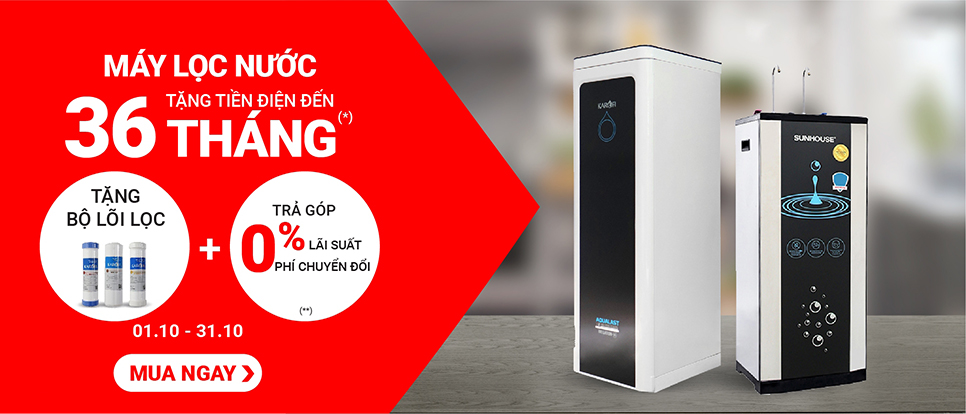 MÁY LỌC NƯỚC
TẶNG TIỀN ĐIỆN ĐẾN
36 THÁNG(*)
TẶNG
BỘ LÕI LỌC
+
TRẢ GÓP
0% LÃI SUẤT
PHÍ CHUYỂN ĐỔI
(**)
01.10 - 31.10
MUA NGAY
KAROFI
AQUALAST
SUNHOUSE